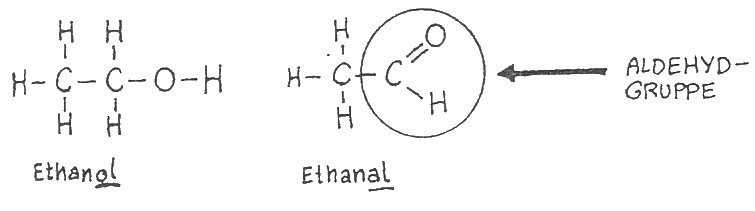 H H
H-C-C-O-H
H H
Ethanol
H O
H-C-C
H H
Ethanal
ALDEHYD-
GRUPPE